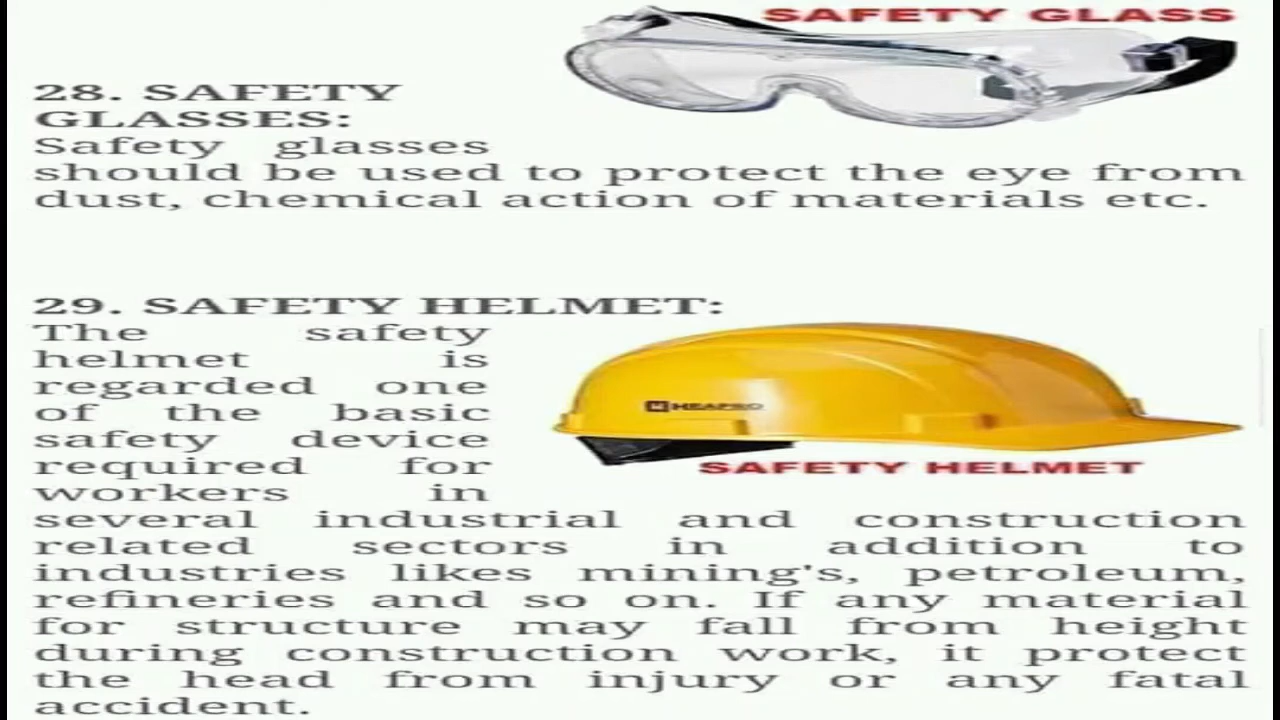 SAFETY GLASS
28. SAFETY
GLASSES:
Safety glasses
should be used to protect the eye from
dust, chemical action of materials etc.
29. SAFETY HELMET:
The safety
helmet is
regarded one
of the basic
safety device
required for
workers in
HEAPRO
SAFETY HELMET
several industrial and construction
related sectors in addition to
industries likes mining's, petroleum,
refineries and so on. If any material
for structure may fall from height
during construction work, it protect
the head from injury or any fatal
accident.